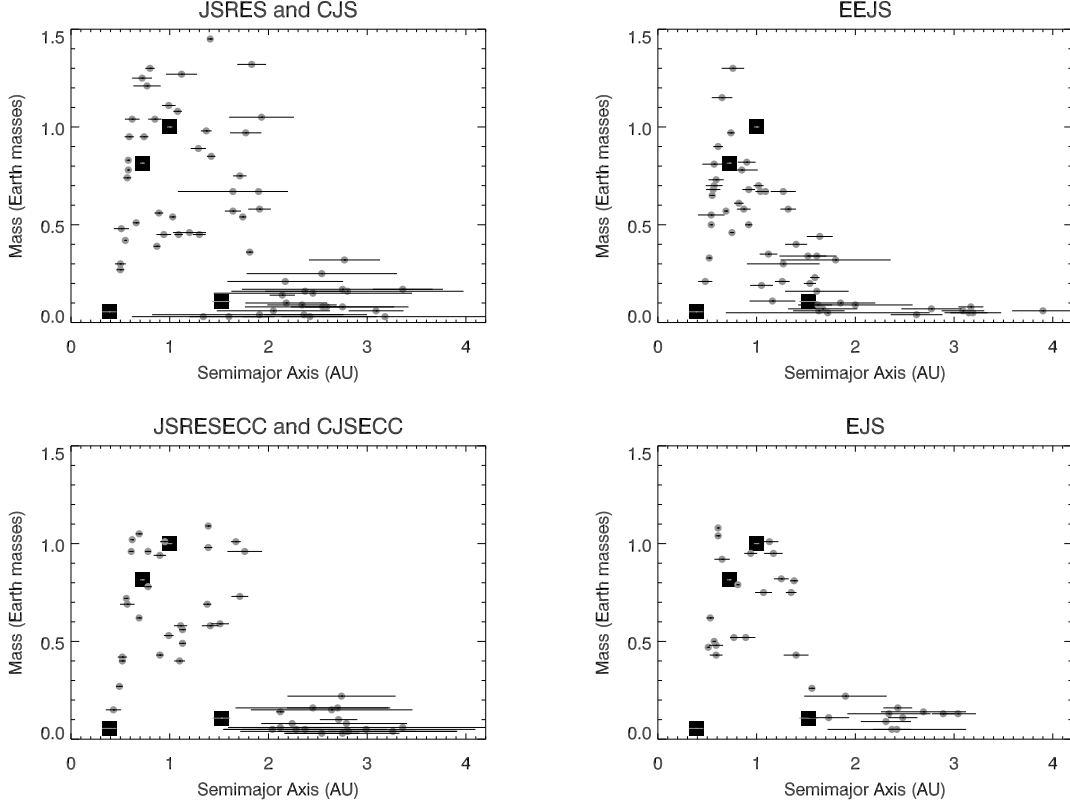 JSRES and CJS
1.5
1.0
0.5
0.0
Mass (Earth masses)
0 1 2 3 4
Semimajor Axis (AU)
EEJS
1.5
1.0
0.5
0.0
Mass (Earth masses)
0 1 2 3 4
Semimajor Axis (AU)
JSRESECC and CJSECC
1.5
1.0
0.5
0.0
Mass (Earth masses)
0 1 2 3 4
Semimajor Axis (AU)
EJS
1.5
1.0
0.5
0.0
Mass (Earth masses)
0 1 2 3 4
Semimajor Axis (AU)